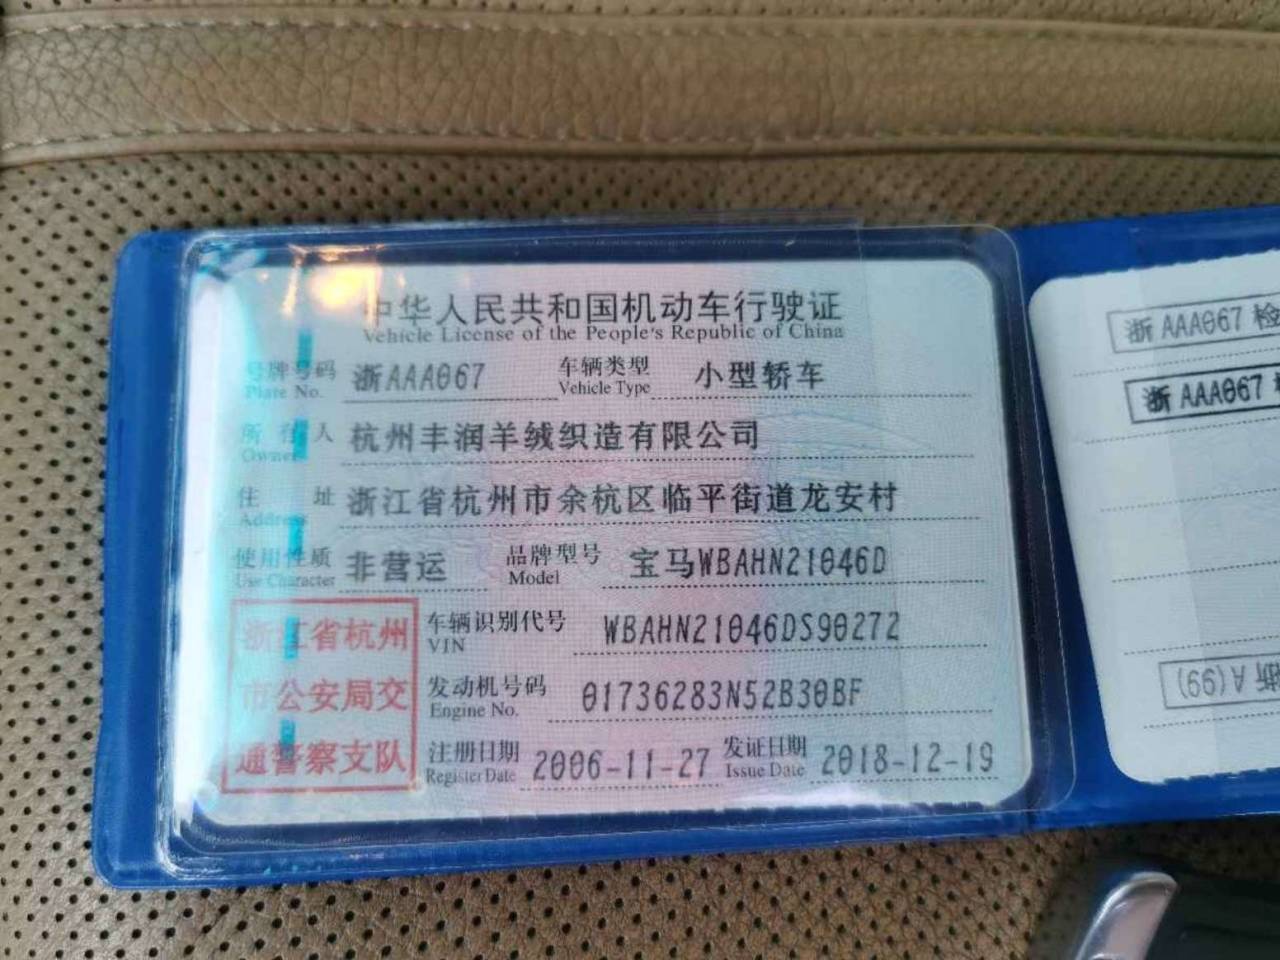 中华人民共和国机动车行驶证
Vehicle License of the People's Republic of China
号牌号码 浙AAA067 车辆类型 小型轿车
Plate No. Vehicle Type
所有人 杭州丰润羊绒织造有限公司
Owner
住址 浙江省杭州市余杭区临平街道龙安村
Address
使用性质 非营运 品牌型号 宝马WBAHN21046D
Use Character Model
车辆识别代号 WBAHN21046DS90272
VIN
发动机号码 01736283N52B30BF
Engine No.
注册日期 2006-11-27 发证日期 2018-12-19
Register Date Issue Date
浙江省杭州
市公安局交
通警察支队
浙AAA067 检
浙AAA067
浙A(99)